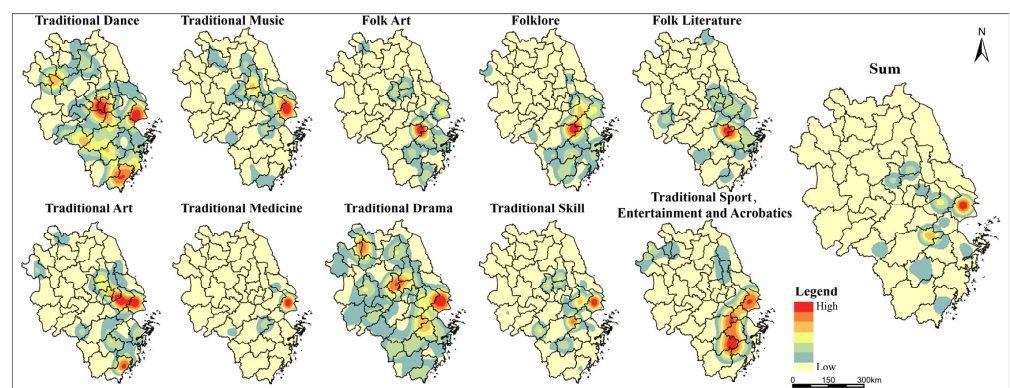 Traditional Dance
Traditional Music
Folk Art
Folklore
Folk Literature
N
Sum
Traditional Art
Traditional Medicine
Traditional Drama
Traditional Skill
Traditional Sport,
Entertainment and Acrobatics
Legend
High
Low
0 150 300km